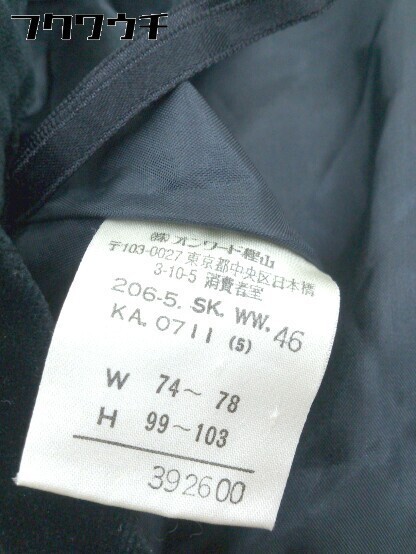 フクワウチ
㈱オンワード樫山
〒103-0027 東京都中央区日本橋
3-10-5 消費者室
206-5. SK. WW. 46
KA. 0711 (5)
W 74〜 78
H 99〜103
392600